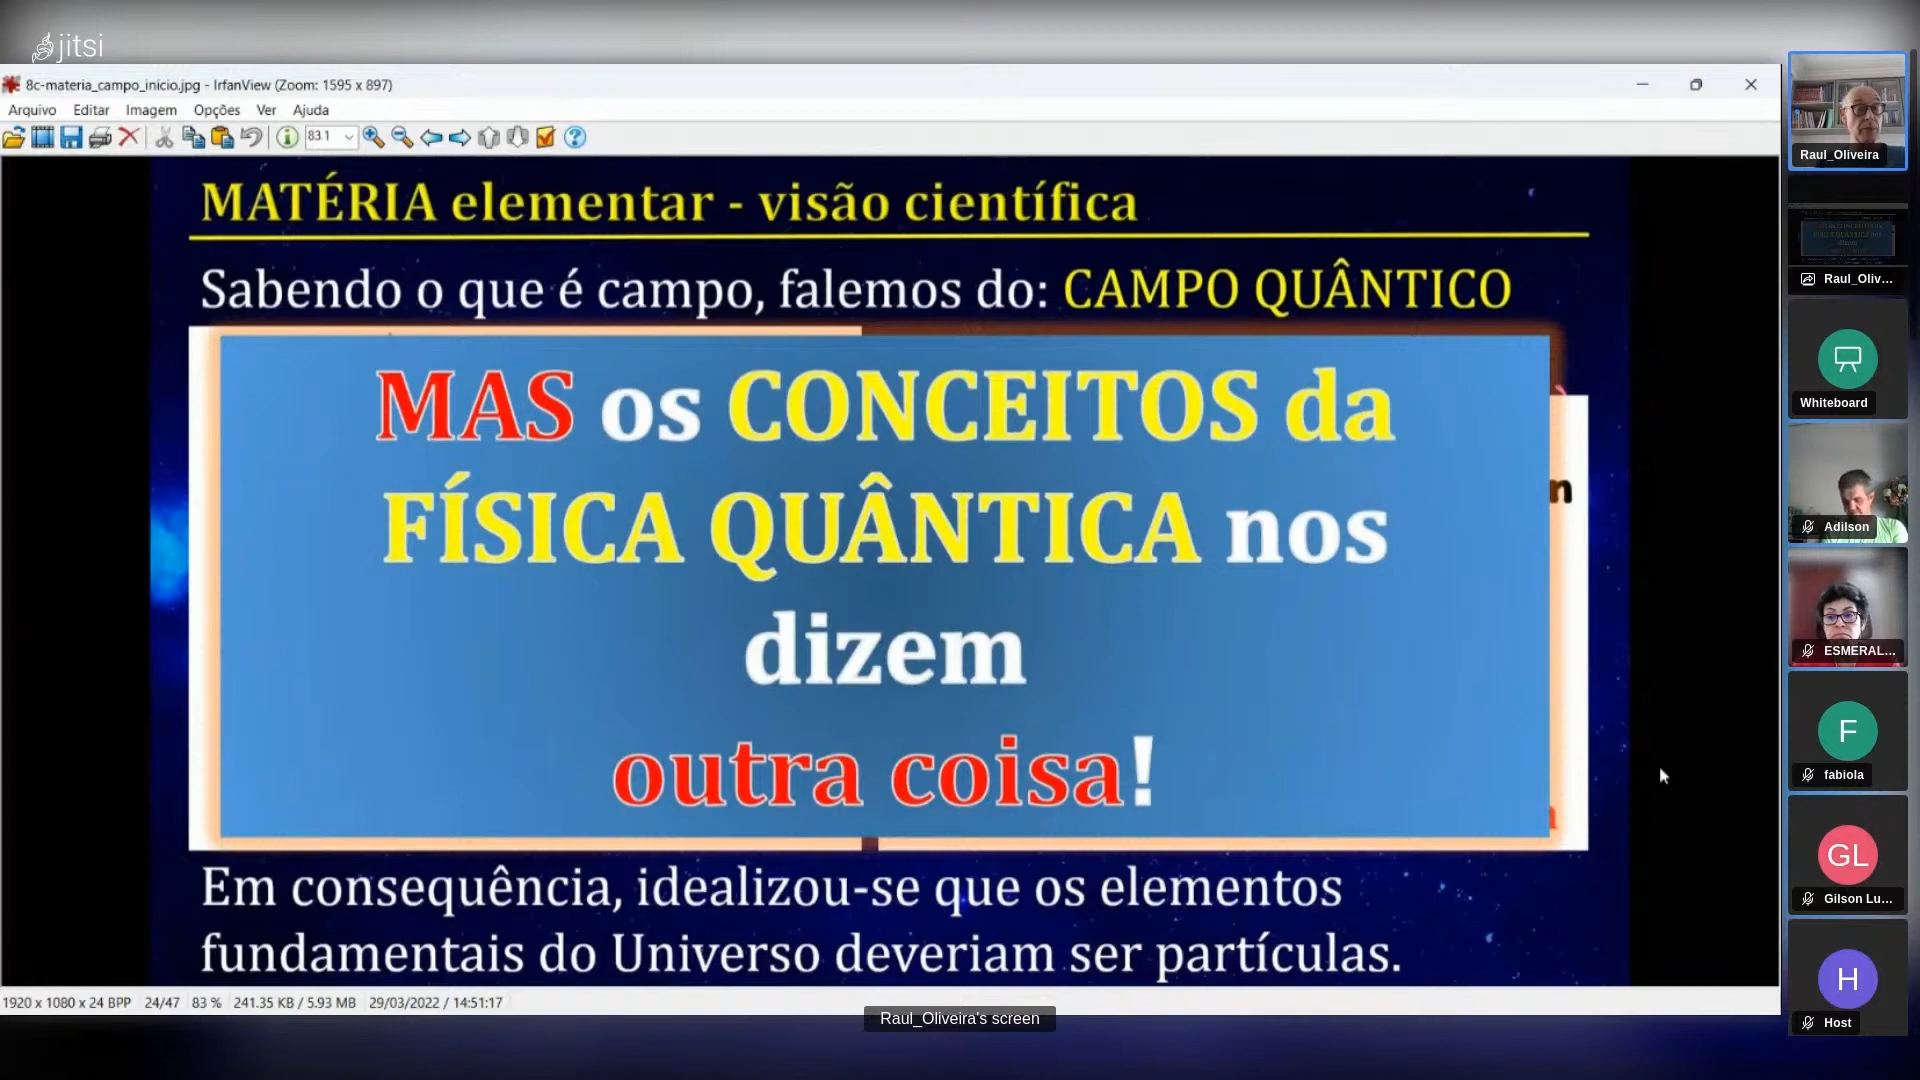 jitsi
8c-materia_campo_inicio.jpg - IrfanView (Zoom: 1595 x 897)
Arquivo Editar Imagem Opções Ver Ajuda
83.1
MATÉRIA elementar - visão científica
Sabendo o que é campo, falemos do: CAMPO QUÂNTICO
MAS os CONCEITOS da
FÍSICA QUÂNTICA nos
dizem
outra coisa!
Em consequência, idealizou-se que os elementos
fundamentais do Universo deveriam ser partículas.
1920 x 1080 x 24 BPP 24/47 83 % 241.35 KB / 5.93 MB 29/03/2022 / 14:51:17
Raul_Oliveira's screen
Raul_Oliveira
Raul_Oliv...
Whiteboard
Adilson
ESMERAL...
F
fabiola
GL
Gilson Lu...
H
Host